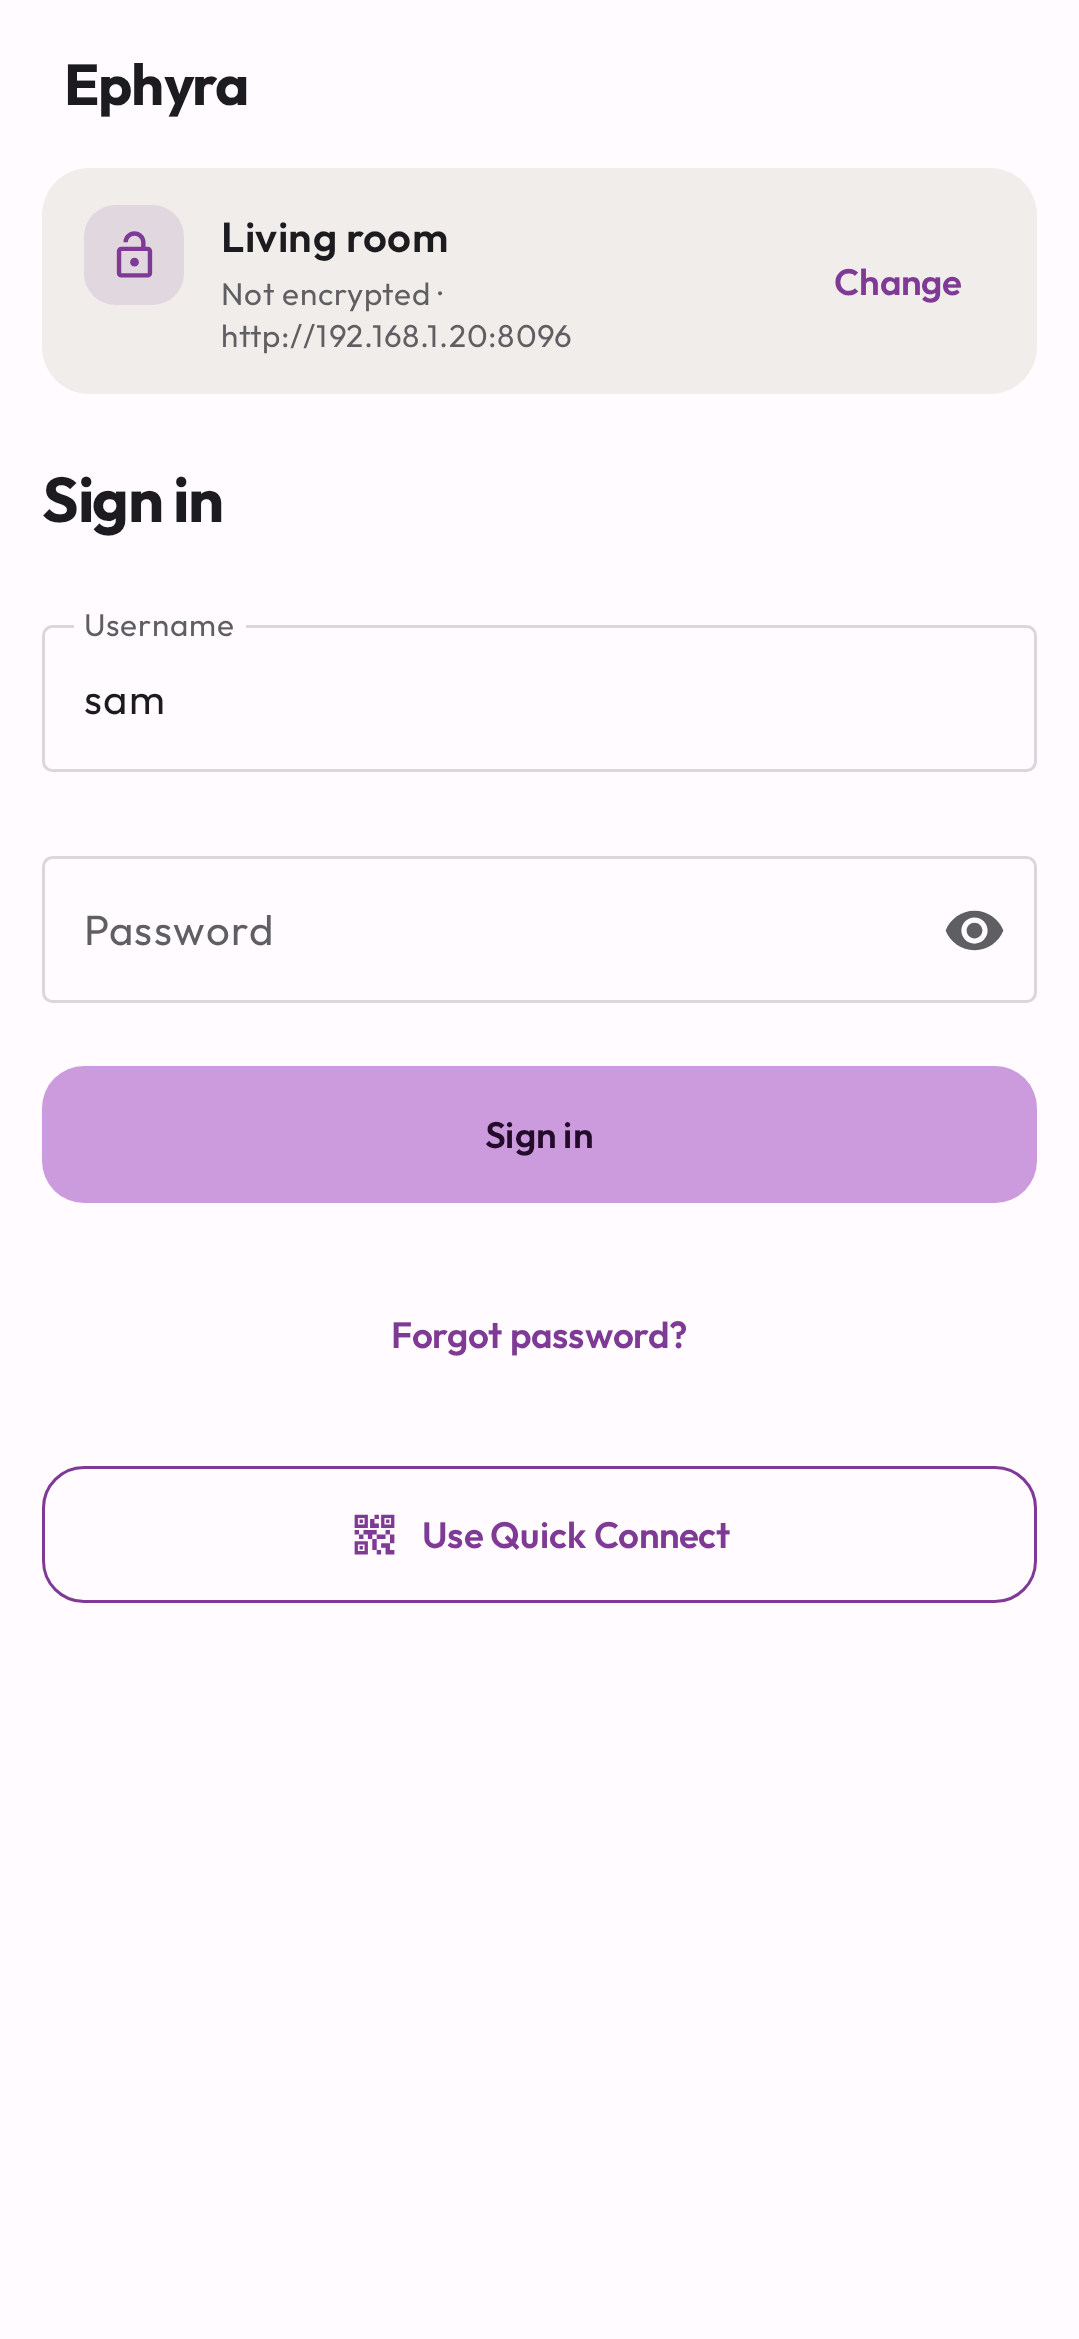 Ephyra
Living room
Not encrypted ·
http://192.168.1.20:8096
Change
Sign in
Username
sam
Password
Sign in
Forgot password?
Use Quick Connect